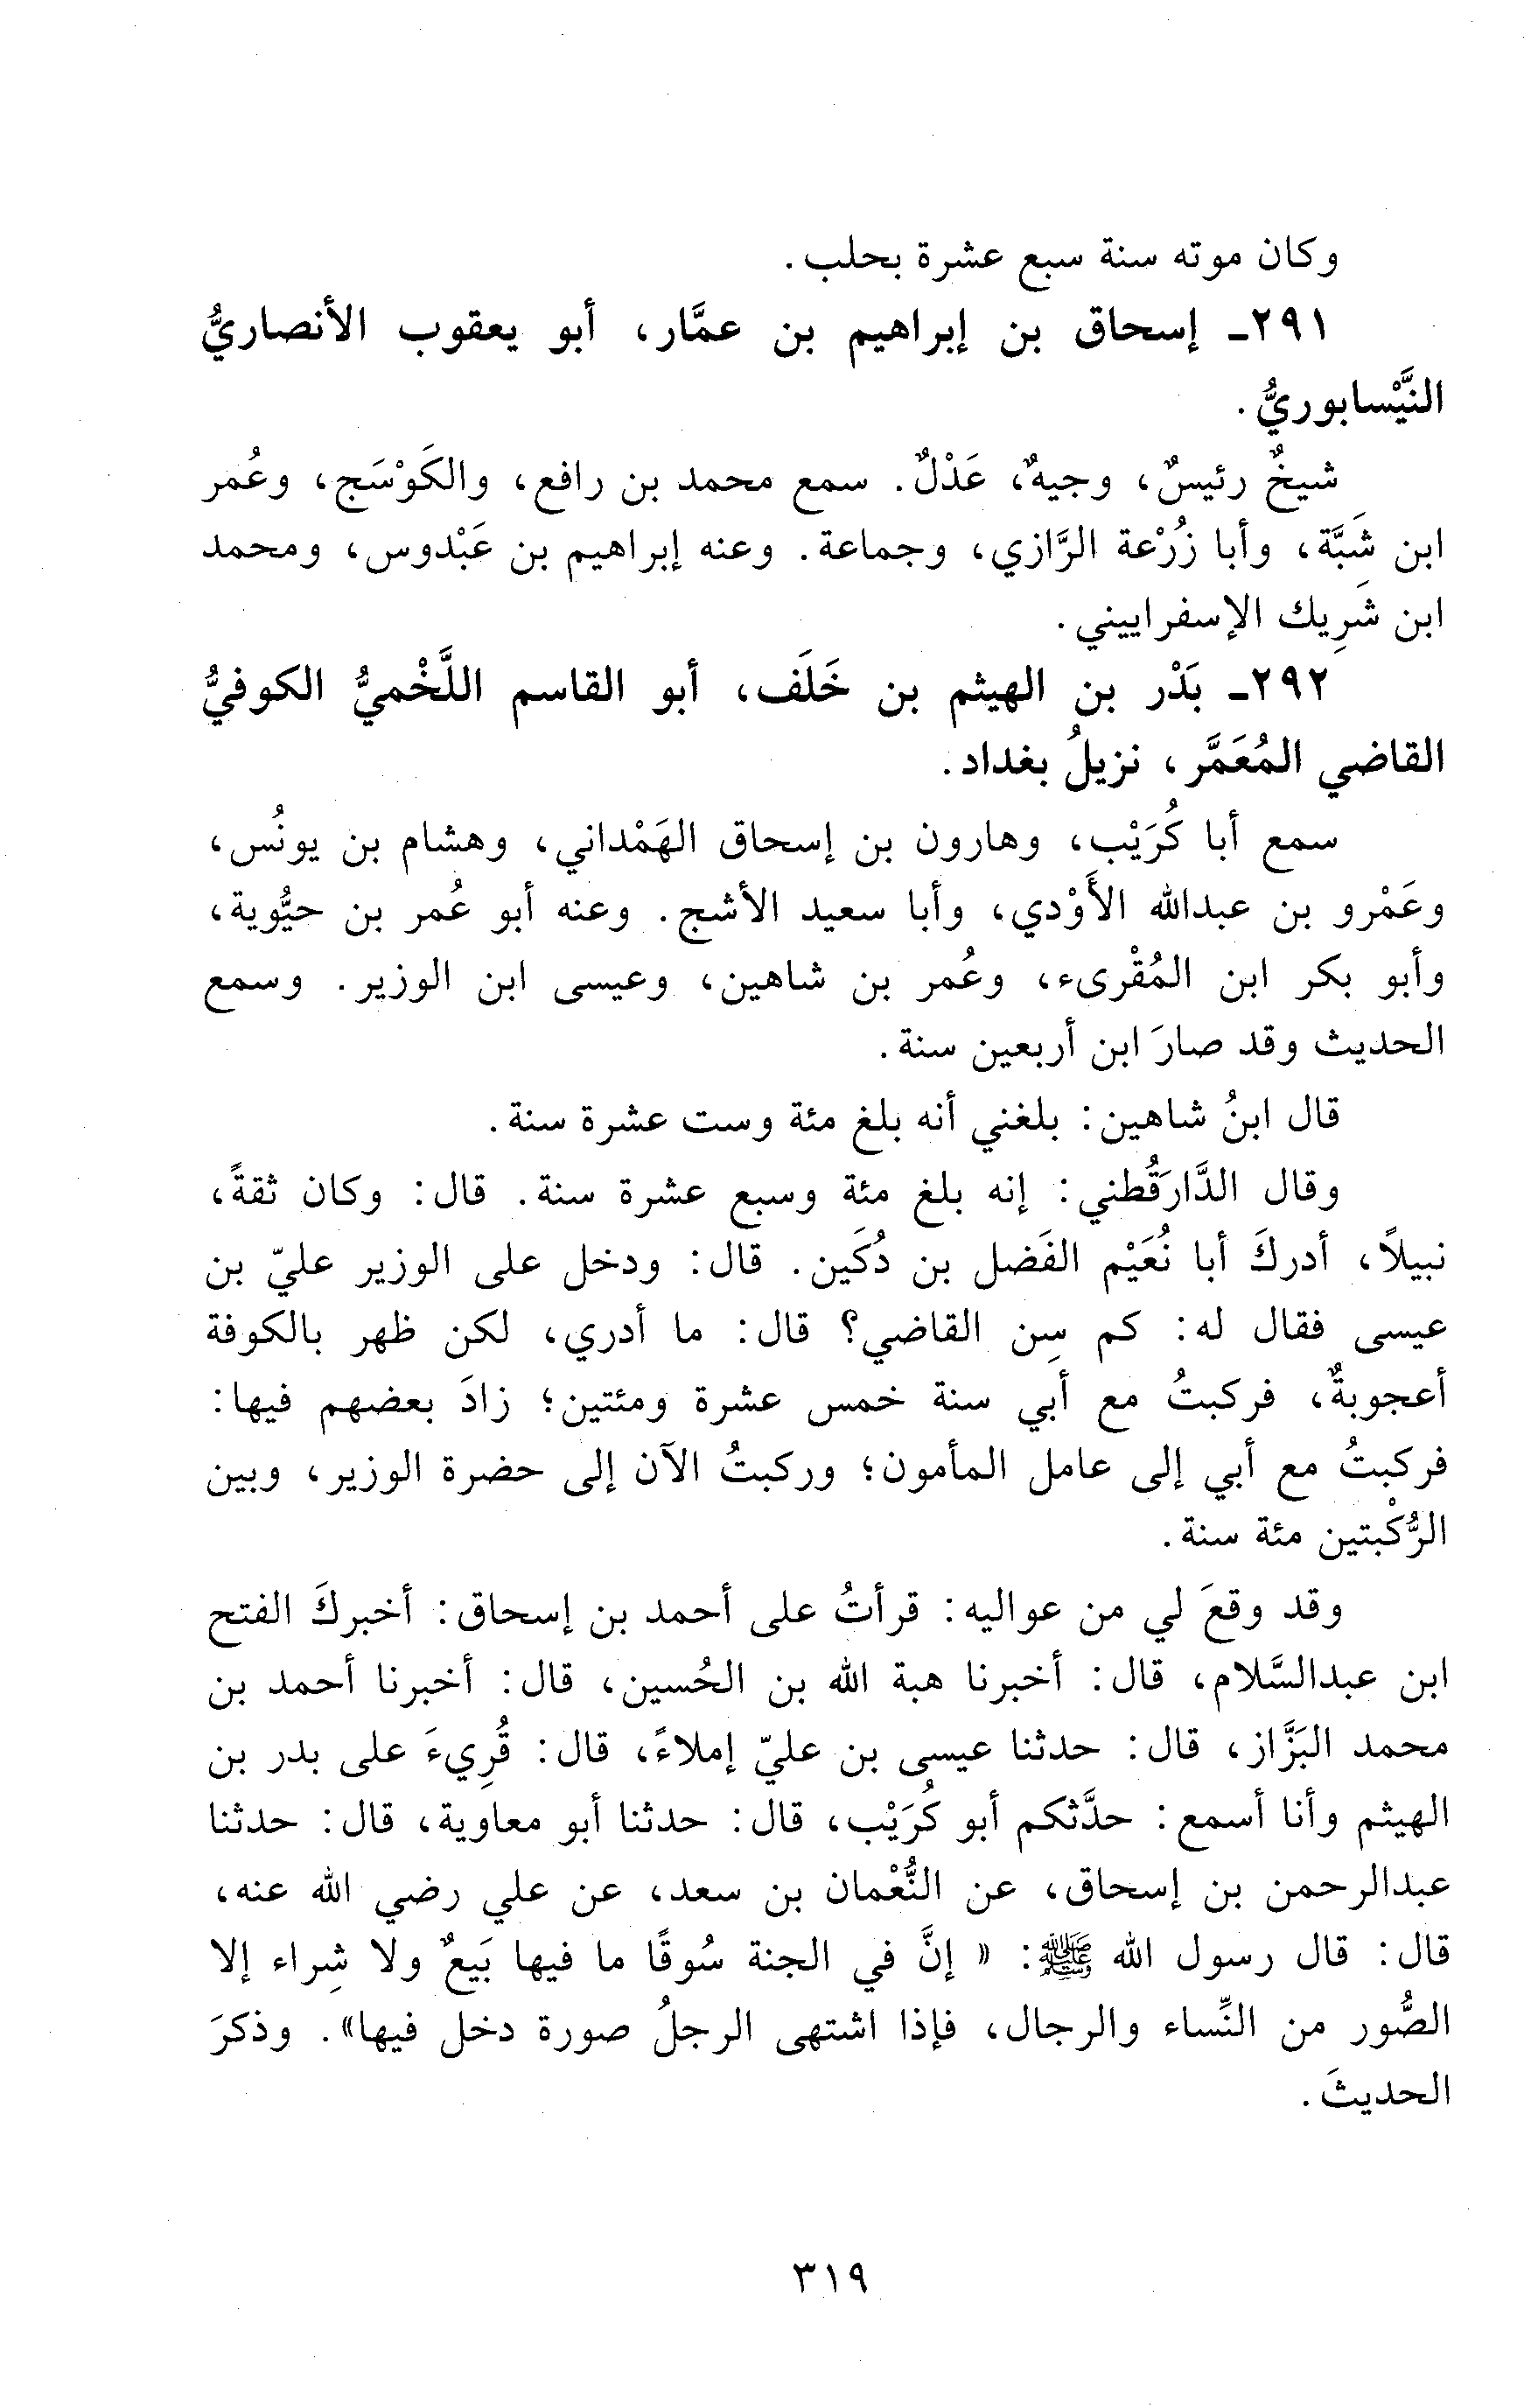 وكان موته سنة سبع عشرة بحلب.
٢٩١ـ إسحاق بن إبراهيم بن عمَّار، أبو يعقوب الأنصاريُّ
النَّيْسابوريُّ.
شيخٌ رئيسٌ، وجيهٌ، عَدْلٌ. سمع محمد بن رافع، والكَوْسَج، وعُمر
ابن شَبَّة، وأبا زُرْعة الرَّازي، وجماعة. وعنه إبراهيم بن عَبْدوس، ومحمد
ابن شَرِيك الإسفراييني.
٢٩٢ـ بَدْر بن الهيثم بن خَلَف، أبو القاسم اللَّخْميُّ الكوفيُّ
القاضي المُعَمَّر، نزيلُ بغداد.
سمع أبا كُرَيْب، وهارون بن إسحاق الهَمْداني، وهشام بن يونُس،
وعَمْرو بن عبدالله الأَوْدي، وأبا سعيد الأشج. وعنه أبو عُمر بن حيُّوية،
وأبو بكر ابن المُقْرىء، وعُمر بن شاهين، وعيسى ابن الوزير. وسمع
الحديث وقد صارَ ابن أربعين سنة.
قال ابنُ شاهين: بلغني أنه بلغ مئة وست عشرة سنة.
وقال الدَّارَقُطني: إنه بلغ مئة وسبع عشرة سنة. قال: وكان ثقةً،
نبيلاً، أدركَ أبا نُعَيْم الفَضل بن دُكَين. قال: ودخل على الوزير عليّ بن
عيسى فقال له: كم سِن القاضي؟ قال: ما أدري، لكن ظهر بالكوفة
أعجوبةٌ، فركبتُ مع أبي سنة خمس عشرة ومئتين؛ زادَ بعضهم فيها:
فركبتُ مع أبي إلى عامل المأمون؛ وركبتُ الآن إلى حضرة الوزير، وبين
الرُّكْبتين مئة سنة.
وقد وقعَ لي من عواليه: قرأتُ على أحمد بن إسحاق: أخبركَ الفتح
ابن عبدالسَّلام، قال: أخبرنا هبة الله بن الحُسين، قال: أخبرنا أحمد بن
محمد البَزَّاز، قال: حدثنا عيسى بن عليّ إملاءً، قال: قُرِيءَ على بدر بن
الهيثم وأنا أسمع: حدَّثكم أبو كُرَيْب، قال: حدثنا أبو معاوية، قال: حدثنا
عبدالرحمن بن إسحاق، عن النُّعْمان بن سعد، عن علي رضي الله عنه،
قال: قال رسول الله ﷺ: « إنَّ في الجنة سُوقًا ما فيها بَيعٌ ولا شِراء إلا
الصُّور من النِّساء والرجال، فإذا اشتهى الرجلُ صورة دخل فيها». وذكرَ
الحديثَ.
٣١٩